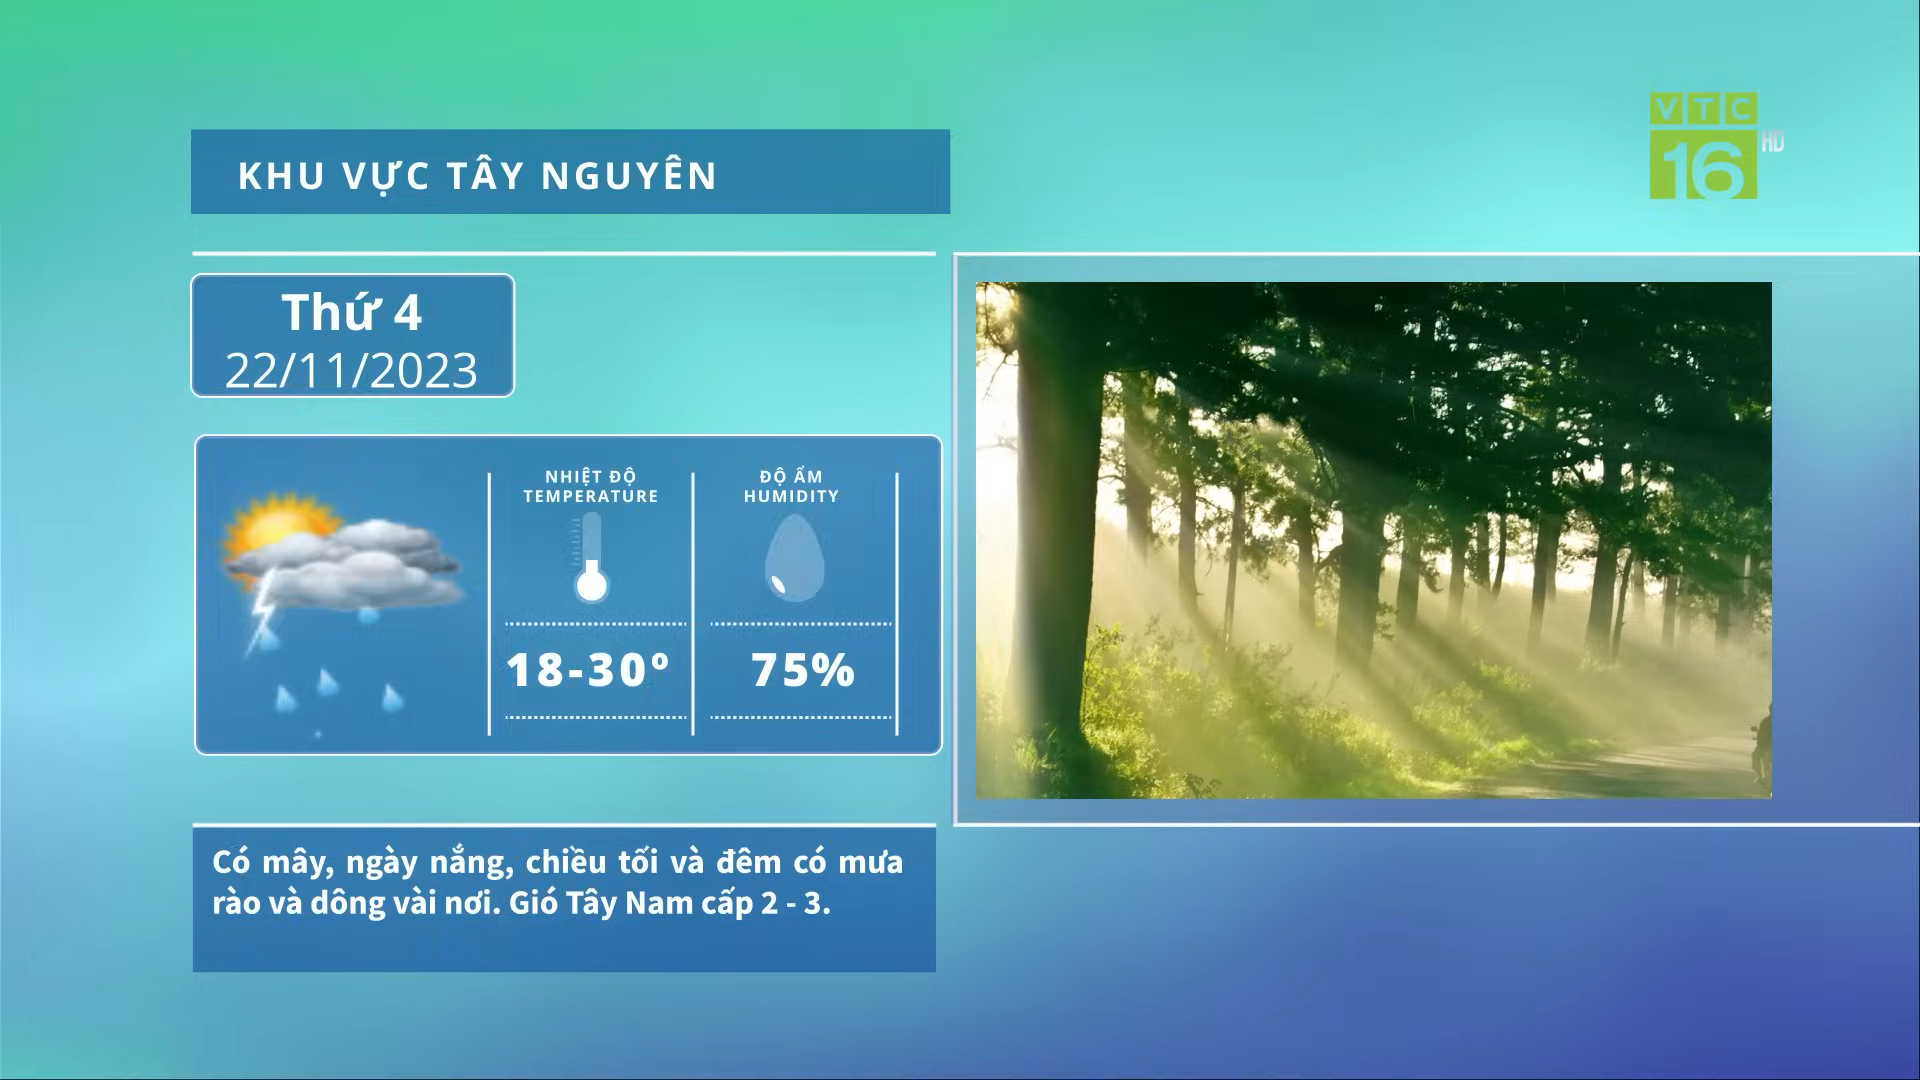 VTC
16 HD
KHU VỰC TÂY NGUYÊN
Thứ 4
22/11/2023
NHIỆT ĐỘ
TEMPERATURE
18-30º
ĐỘ ẨM
HUMIDITY
75%
Có mây, ngày nắng, chiều tối và đêm có mưa
rào và dông vài nơi. Gió Tây Nam cấp 2 - 3.